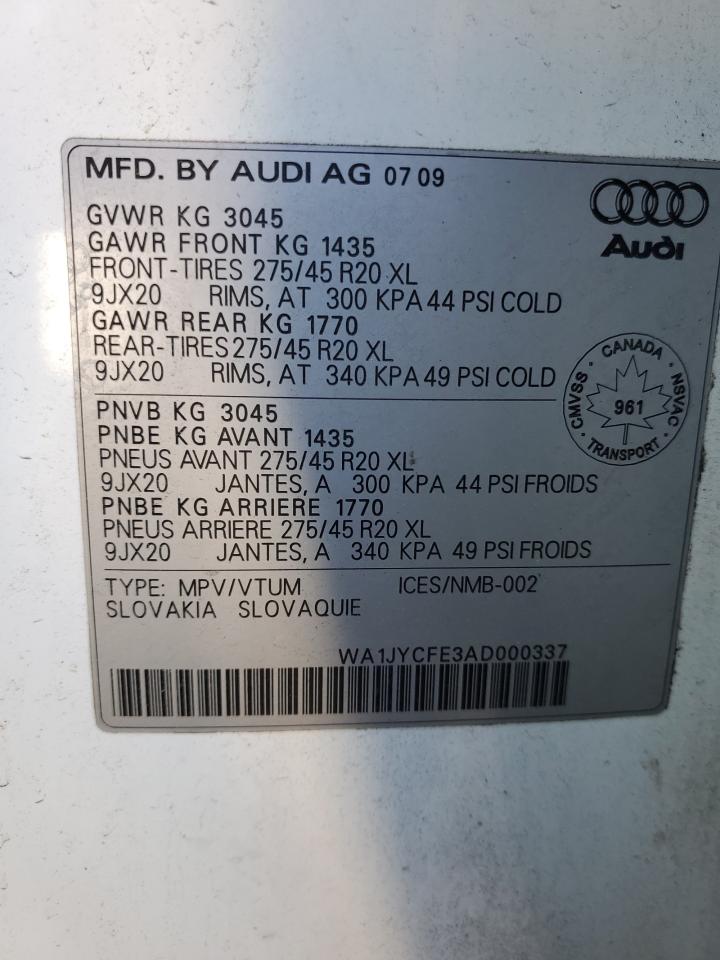 MFD. BY AUDI AG 07 09
Audi
GVWR KG 3045
GAWR FRONT KG 1435
FRONT-TIRES 275/45 R20 XL
9JX20 RIMS, AT 300 KPA 44 PSI COLD
GAWR REAR KG 1770
REAR-TIRES 275/45 R20 XL
9JX20 RIMS, AT 340 KPA 49 PSI COLD
CANADA
CMVSS
NSVAC
961
TRANSPORT
PNVB KG 3045
PNBE KG AVANT 1435
PNEUS AVANT 275/45 R20 XL
9JX20 JANTES, A 300 KPA 44 PSI FROIDS
PNBE KG ARRIERE 1770
PNEUS ARRIERE 275/45 R20 XL
9JX20 JANTES, A 340 KPA 49 PSI FROIDS
TYPE: MPV/VTUM ICES/NMB-002
SLOVAKIA SLOVAQUIE
WA1JYCFE3AD000337